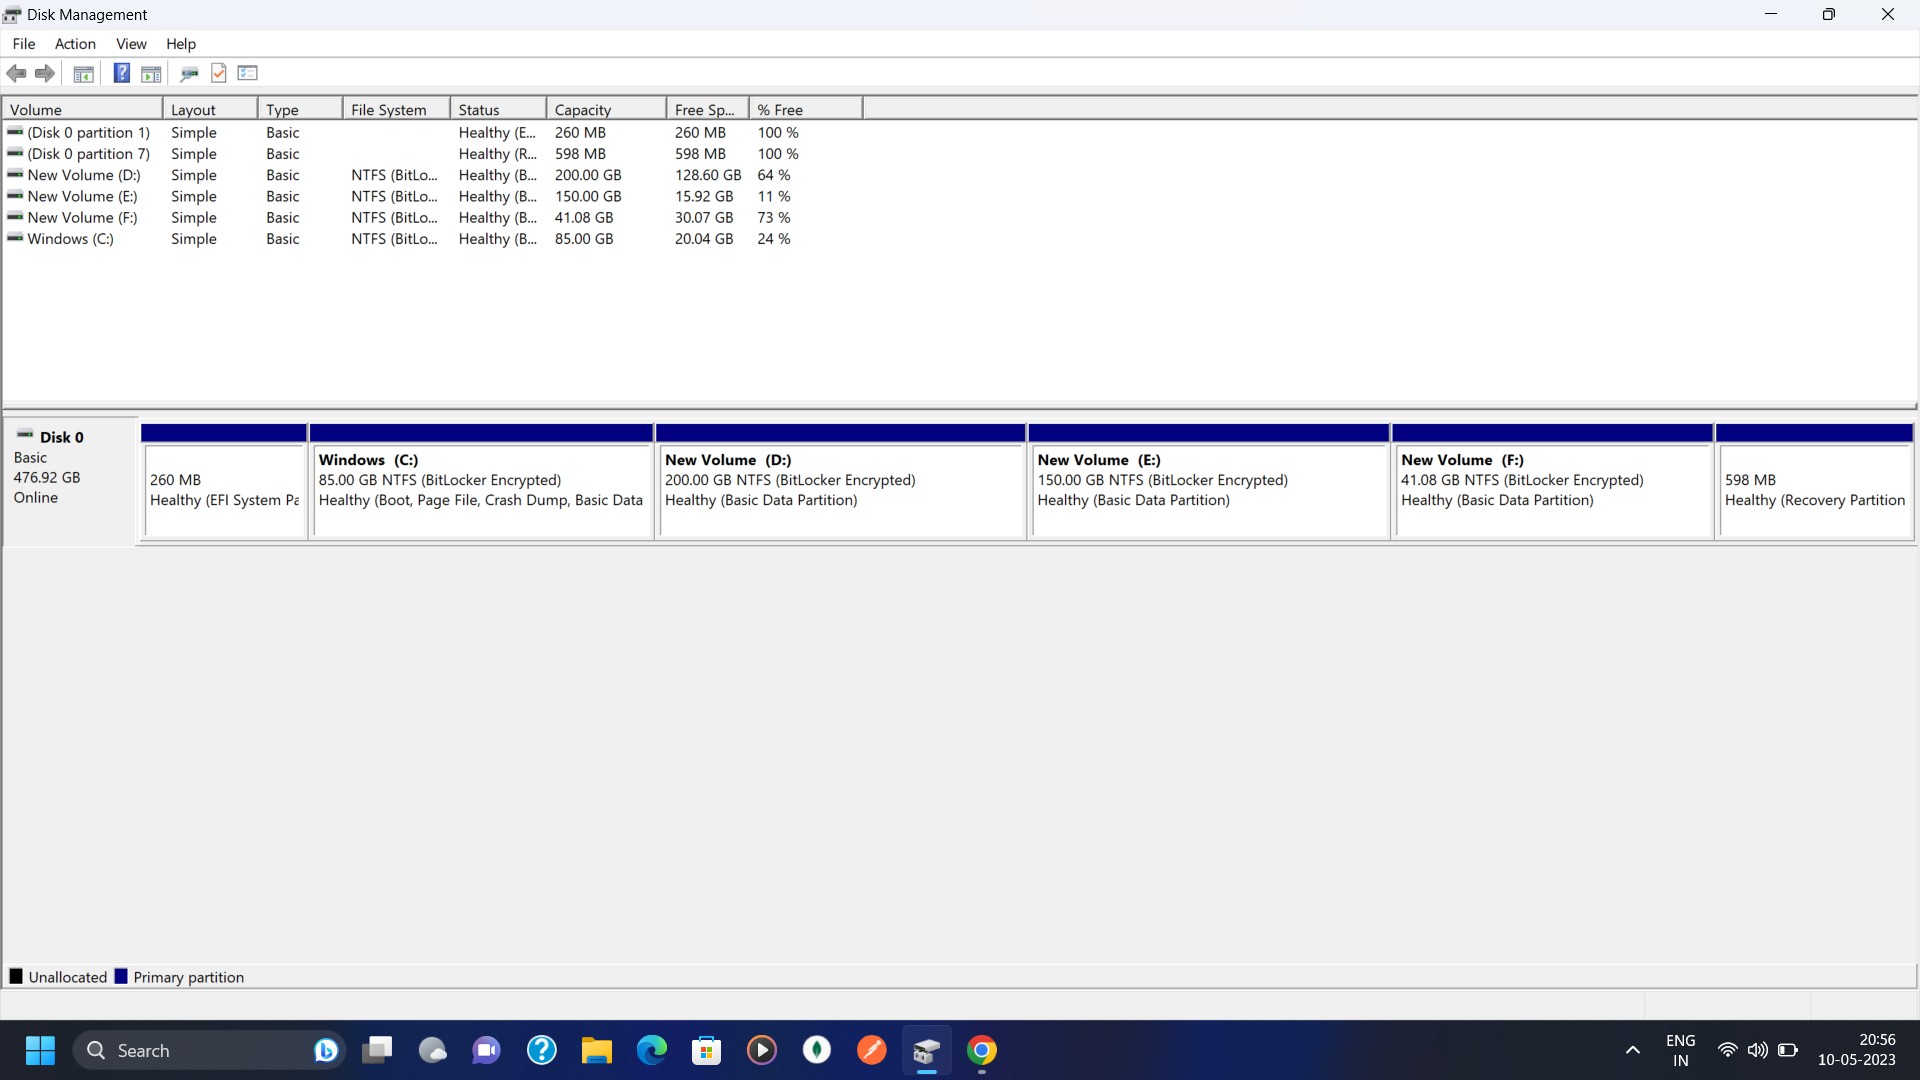 Disk Management
File Action View Help
Volume Layout Type File System Status Capacity Free Sp... % Free
(Disk 0 partition 1) Simple Basic Healthy (E... 260 MB 260 MB 100 %
(Disk 0 partition 7) Simple Basic Healthy (R... 598 MB 598 MB 100 %
New Volume (D:) Simple Basic NTFS (BitLo... Healthy (B... 200.00 GB 128.60 GB 64 %
New Volume (E:) Simple Basic NTFS (BitLo... Healthy (B... 150.00 GB 15.92 GB 11 %
New Volume (F:) Simple Basic NTFS (BitLo... Healthy (B... 41.08 GB 30.07 GB 73 %
Windows (C:) Simple Basic NTFS (BitLo... Healthy (B... 85.00 GB 20.04 GB 24 %
Disk 0
Basic
476.92 GB
Online
260 MB
Healthy (EFI System Pa
Windows (C:)
85.00 GB NTFS (BitLocker Encrypted)
Healthy (Boot, Page File, Crash Dump, Basic Data
New Volume (D:)
200.00 GB NTFS (BitLocker Encrypted)
Healthy (Basic Data Partition)
New Volume (E:)
150.00 GB NTFS (BitLocker Encrypted)
Healthy (Basic Data Partition)
New Volume (F:)
41.08 GB NTFS (BitLocker Encrypted)
Healthy (Basic Data Partition)
598 MB
Healthy (Recovery Partition
Unallocated Primary partition
Search
ENG
IN
20:56
10-05-2023